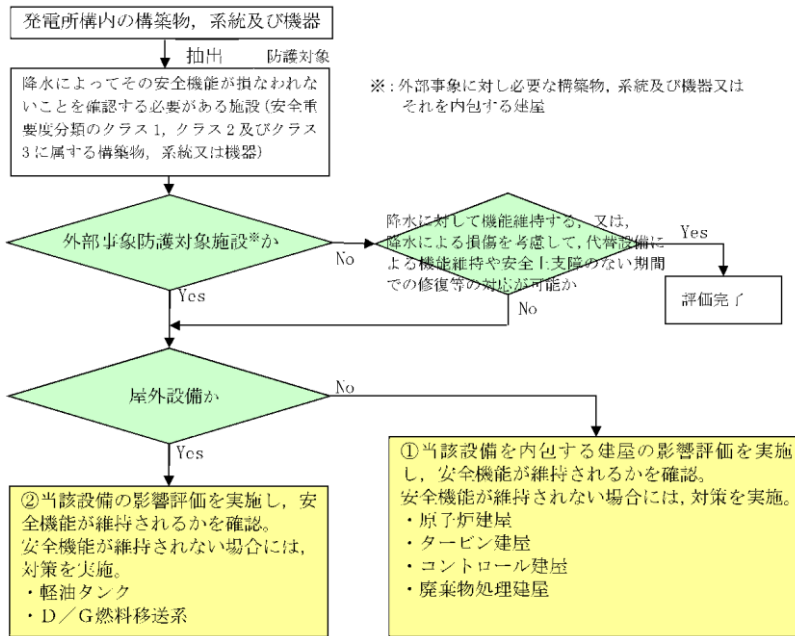 発電所構内の構築物，系統及び機器
抽出
防護対象
降水によってその安全機能が損なわれな
いことを確認する必要がある施設（安全重
要度分類のクラス1，クラス2及びクラス
3に属する構築物，系統又は機器）
※：外部事象に対し必要な構築物，系統及び機器又は
それを内包する建屋
外部事象防護対象施設※か
No
Yes
降水に対して機能維持する，又は，
降水による損傷を考慮して，代替設備に
よる機能維持や安全上支障のない期間
での修復等の対応が可能か
Yes
No
評価完了
屋外設備か
No
Yes
①当該設備を内包する建屋の影響評価を実施
し，安全機能が維持されるかを確認。
安全機能が維持されない場合には，対策を実施。
・原子炉建屋
・タービン建屋
・コントロール建屋
・廃棄物処理建屋
②当該設備の影響評価を実施し，安
全機能が維持されるかを確認。
安全機能が維持されない場合には，
対策を実施。
・軽油タンク
・D／G燃料移送系